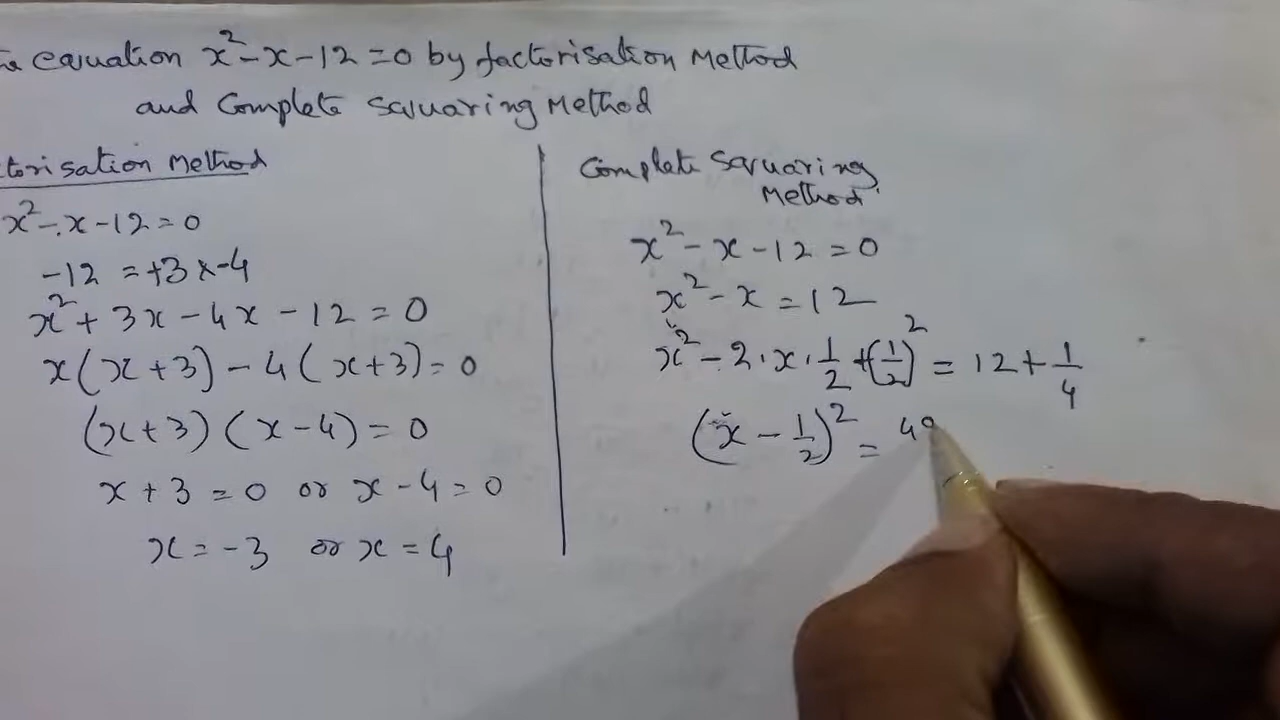 equation x² - x - 12 = 0 by factorisation Method
and Complete Squaring Method
torisation Method
x² - x - 12 = 0
-12 = +3 x -4
x² + 3x - 4x - 12 = 0
x(x + 3) - 4(x + 3) = 0
(x + 3) (x - 4) = 0
x + 3 = 0 or x - 4 = 0
x = -3 or x = 4
Complete Squaring
Method
x² - x - 12 = 0
x² - x = 12
x² - 2 · x · 1/2 + (1/2)² = 12 + 1/4
(x - 1/2)² = 49